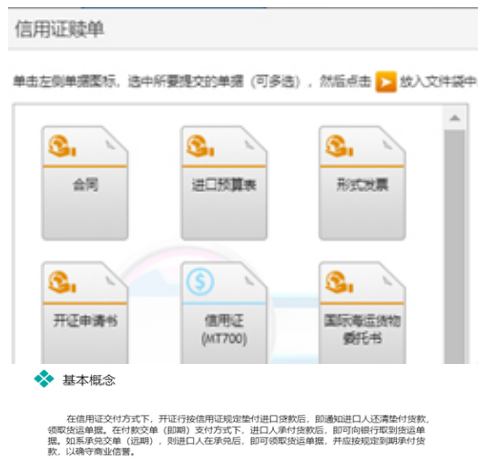 信用证赎单
单击左侧单据图标，选中所要提交的单据（可多选），然后点击 放入文件袋中
合同 进口预算表 形式发票
开证申请书 信用证 国际海运货物
(MT700) 委托书
基本概念
在信用证交付方式下，开证行按信用证规定垫付进口货款后，即通知进口人还清垫付货款，
领取货运单据。在付款交单（即期）支付方式下，进口人承付货款后，即可向银行取到货运单
据。如系承兑交单（远期），则进口人在承兑后，即可领取货运单据，并应按规定到期承付货
款，以确守商业信誉。